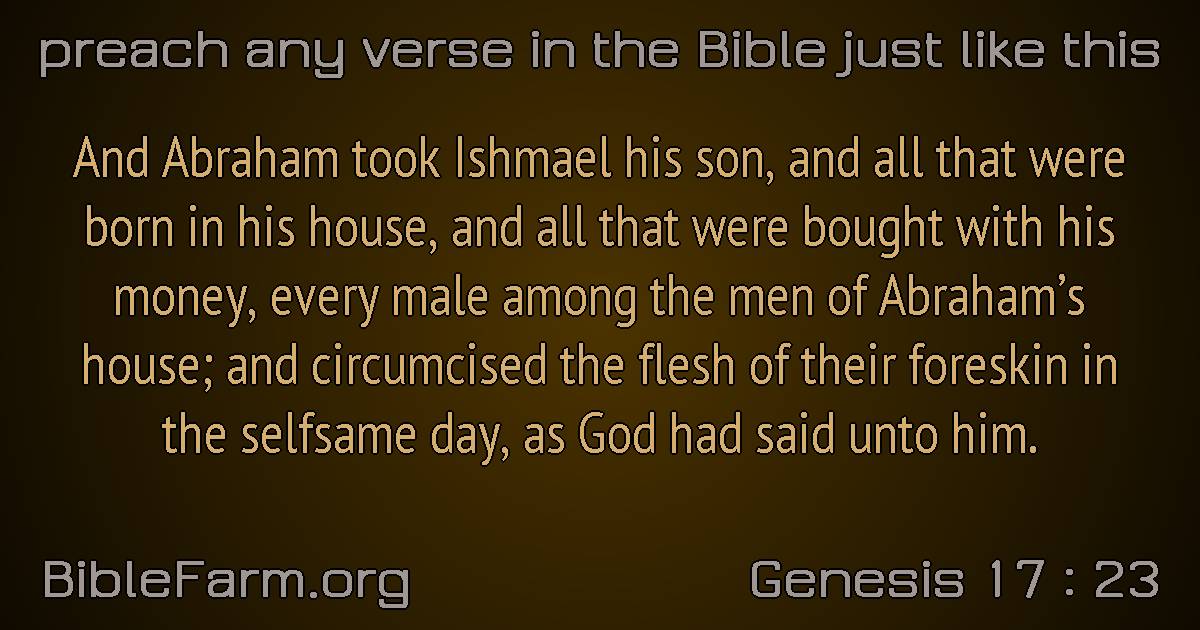 preach any verse in the Bible just like this
And Abraham took Ishmael his son, and all that were
born in his house, and all that were bought with his
money, every male among the men of Abraham’s
house; and circumcised the flesh of their foreskin in
the selfsame day, as God had said unto him.
BibleFarm.org
Genesis 17 : 23